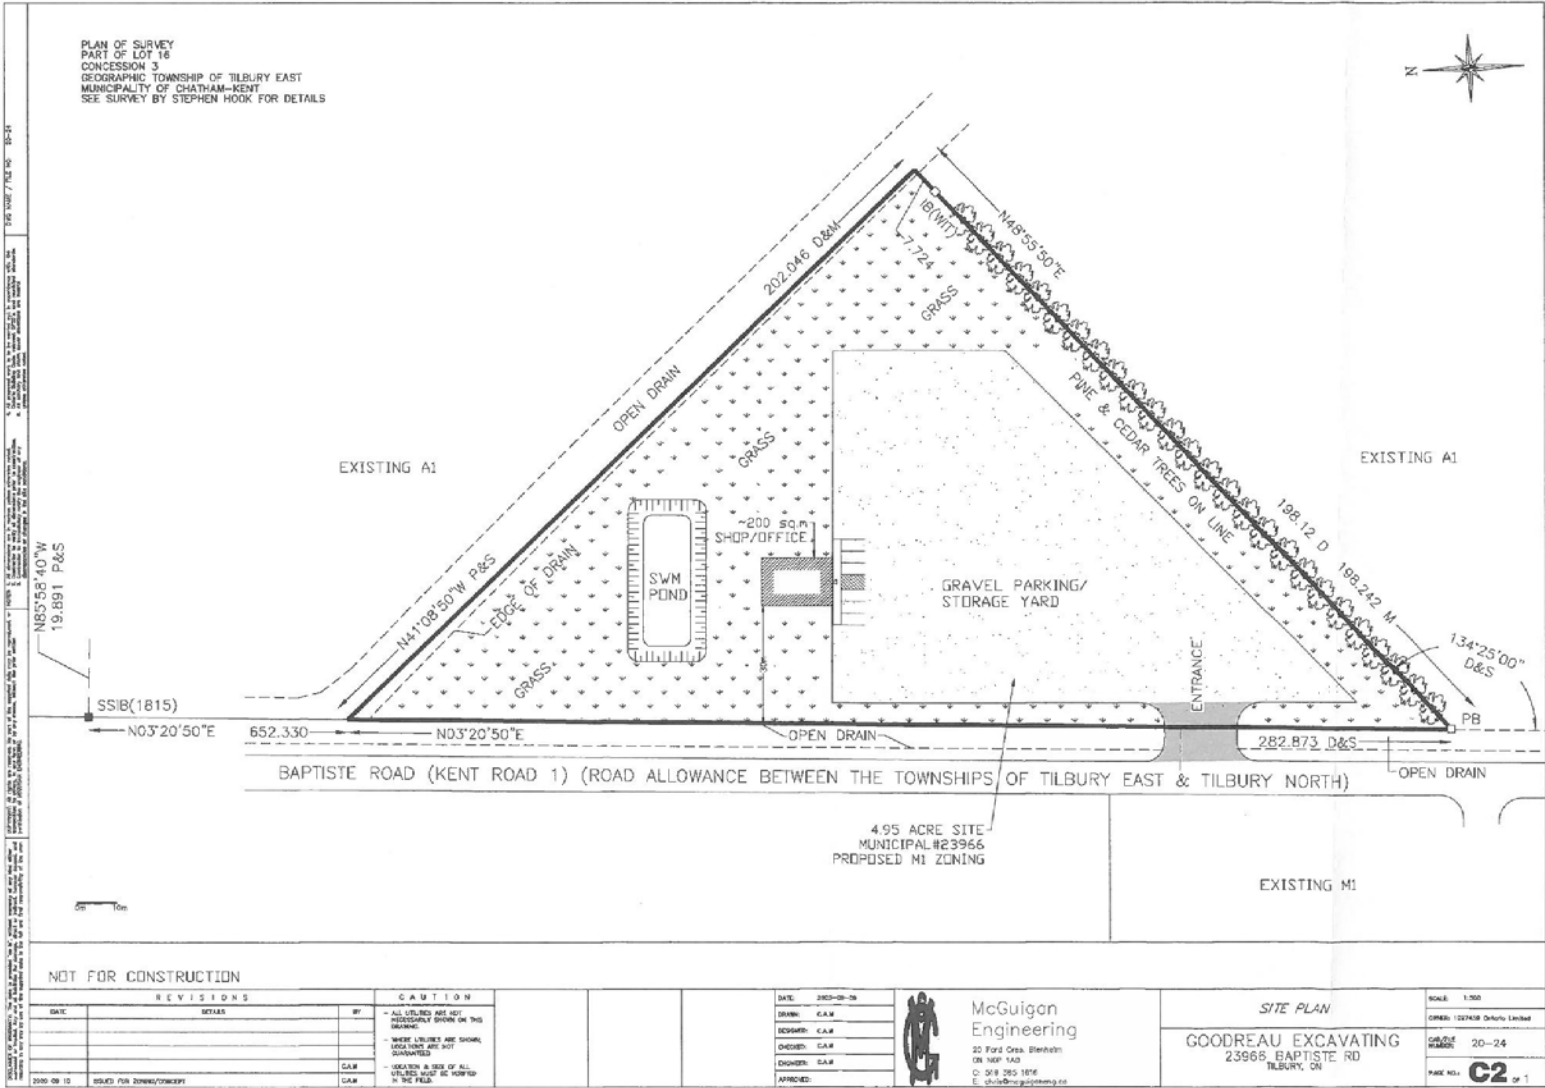 PLAN OF SURVEY
PART OF LOT 16
CONCESSION 3
GEOGRAPHIC TOWNSHIP OF TILBURY EAST
MUNICIPALITY OF CHATHAM-KENT
SEE SURVEY BY STEPHEN HOOK FOR DETAILS
N
202.046 D&M
IB(WIT)
7.724
N48°55'50"E
GRASS
OPEN DRAIN
GRASS
PINE & CEDAR TREES ON LINE
EXISTING A1
EXISTING A1
198.12 D
198.242 M
~200 sq.m
SHOP/OFFICE
N85°58'40"W
19.891 P&S
N41°08'50"W P&S
EDGE OF DRAIN
SWM
POND
GRAVEL PARKING/
STORAGE YARD
134°25'00"
D&S
ENTRANCE
GRASS
SSIB(1815)
PB
N03°20'50"E
652.330
N03°20'50"E
OPEN DRAIN
282.873 D&S
OPEN DRAIN
BAPTISTE ROAD (KENT ROAD 1) (ROAD ALLOWANCE BETWEEN THE TOWNSHIPS OF TILBURY EAST & TILBURY NORTH)
4.95 ACRE SITE
MUNICIPAL#23966
PROPOSED M1 ZONING
EXISTING M1
0m 10m
NOT FOR CONSTRUCTION
REVISIONS
DATE DETAILS BY
C.A.M
ISSUED FOR ZONING/CONCEPT C.A.M
CAUTION
- ALL UTILITIES ARE NOT
NECESSARILY SHOWN ON THIS
DRAWING.
- WHERE UTILITIES ARE SHOWN,
LOCATIONS ARE NOT
GUARANTEED
- LOCATION & SIZE OF ALL
UTILITIES MUST BE VERIFIED
IN THE FIELD.
DATE:
DRAWN: C.A.M
DESIGNED: C.A.M
CHECKED: C.A.M
ENGINEER: C.A.M
APPROVED:
McGuigan
Engineering
20 Ford Cres. Blenheim
ON N0P 1A0
SITE PLAN
GOODREAU EXCAVATING
23966 BAPTISTE RD
TILBURY, ON
SCALE: 1:500
OWNER: Ontario Limited
NUMBER: 20-24
PAGE NO.: C2 OF 1